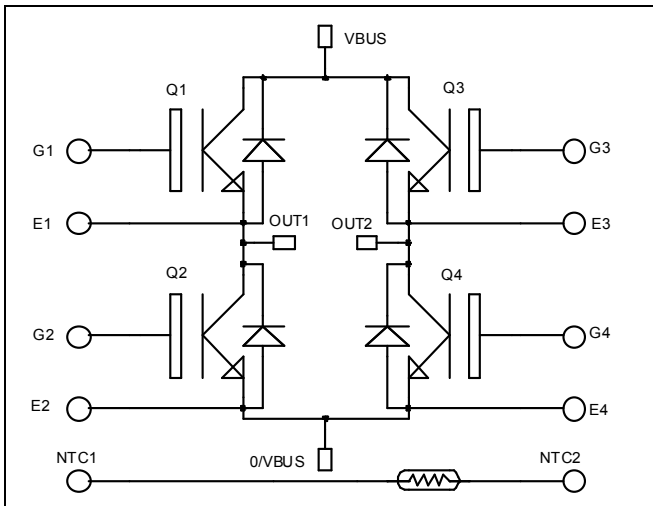 VBUS
Q1
Q3
G1
G3
E1
OUT1
OUT2
E3
Q2
Q4
G2
G4
E2
E4
NTC1
0/VBUS
NTC2